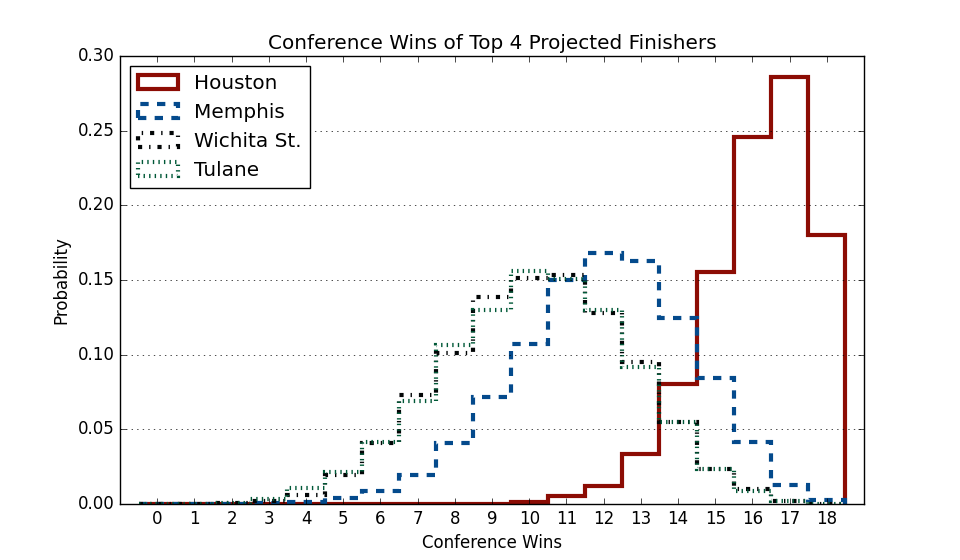 Conference Wins of Top 4 Projected Finishers
0.30
0.25
0.20
0.15
0.10
0.05
0.00
Probability
Houston
Memphis
Wichita St.
Tulane
0 1 2 3 4 5 6 7 8 9 10 11 12 13 14 15 16 17 18
Conference Wins